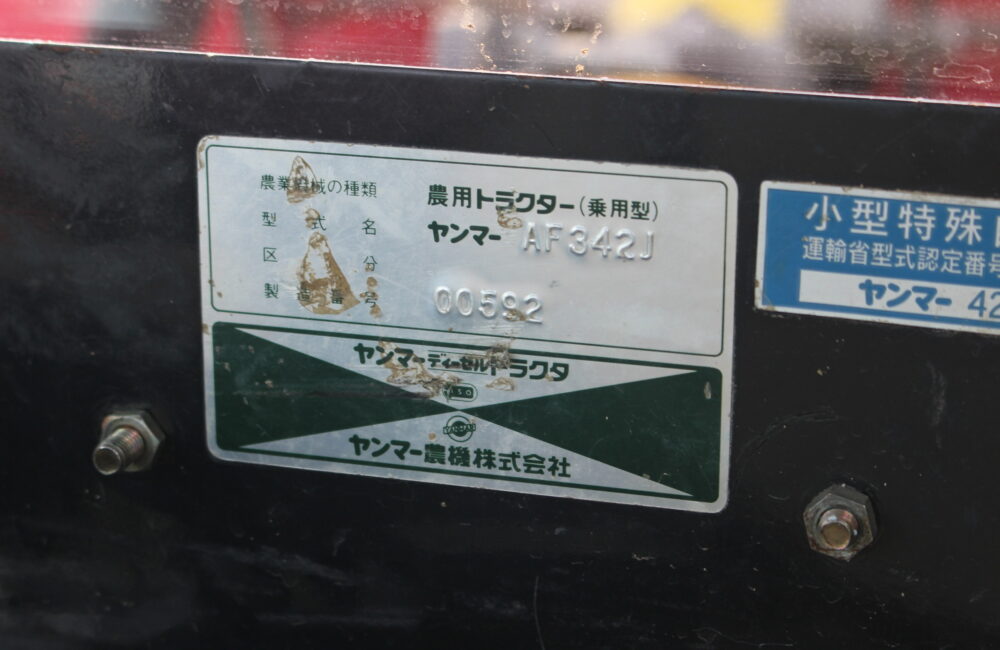 農業機械の種類 農用トラクター(乗用型)
型式名 ヤンマー AF342J
区分
製造番号 00592
ヤンマーディーゼルトラクタ
YANMAR
ヤンマー農機株式会社
小型特殊
運輸省型式認定番号
ヤンマー 42